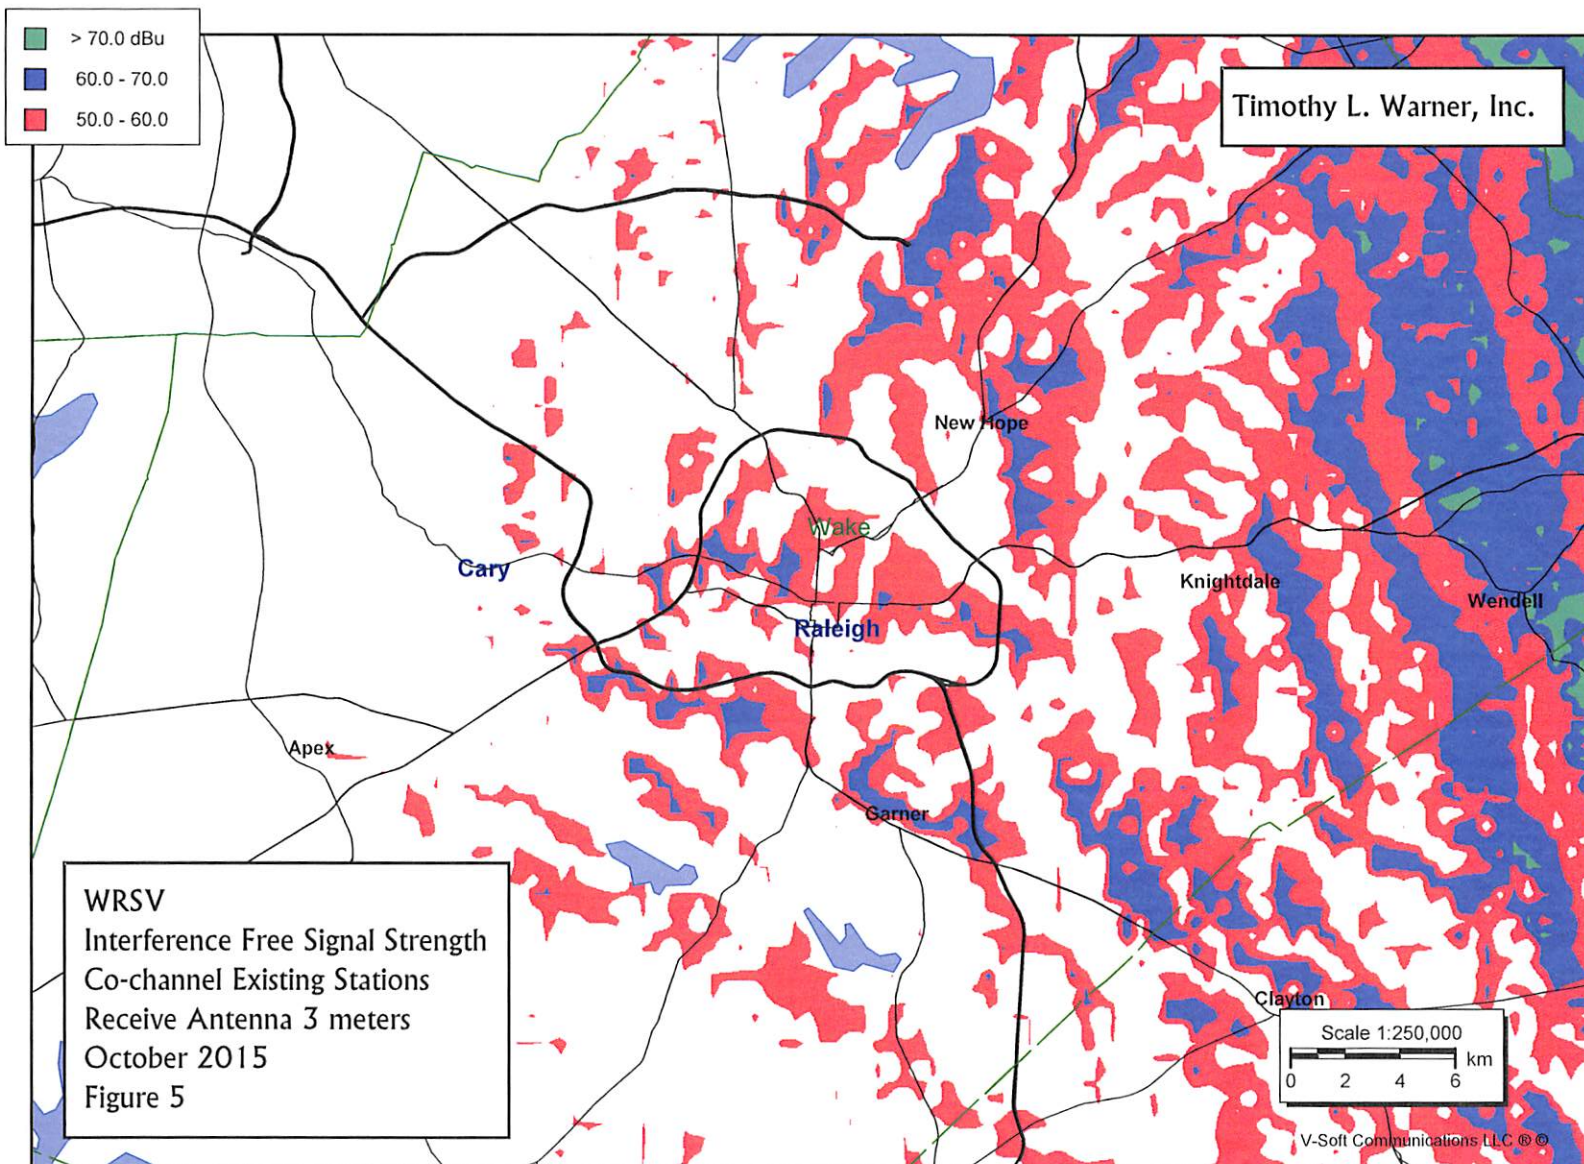 > 70.0 dBu
60.0 - 70.0
50.0 - 60.0
Timothy L. Warner, Inc.
New Hope
Wake
Cary
Knightdale
Wendell
Raleigh
Apex
Garner
WRSV
Interference Free Signal Strength
Co-channel Existing Stations
Receive Antenna 3 meters
October 2015
Figure 5
Clayton
Scale 1:250,000
km
0 2 4 6
V-Soft Communications LLC ® ©